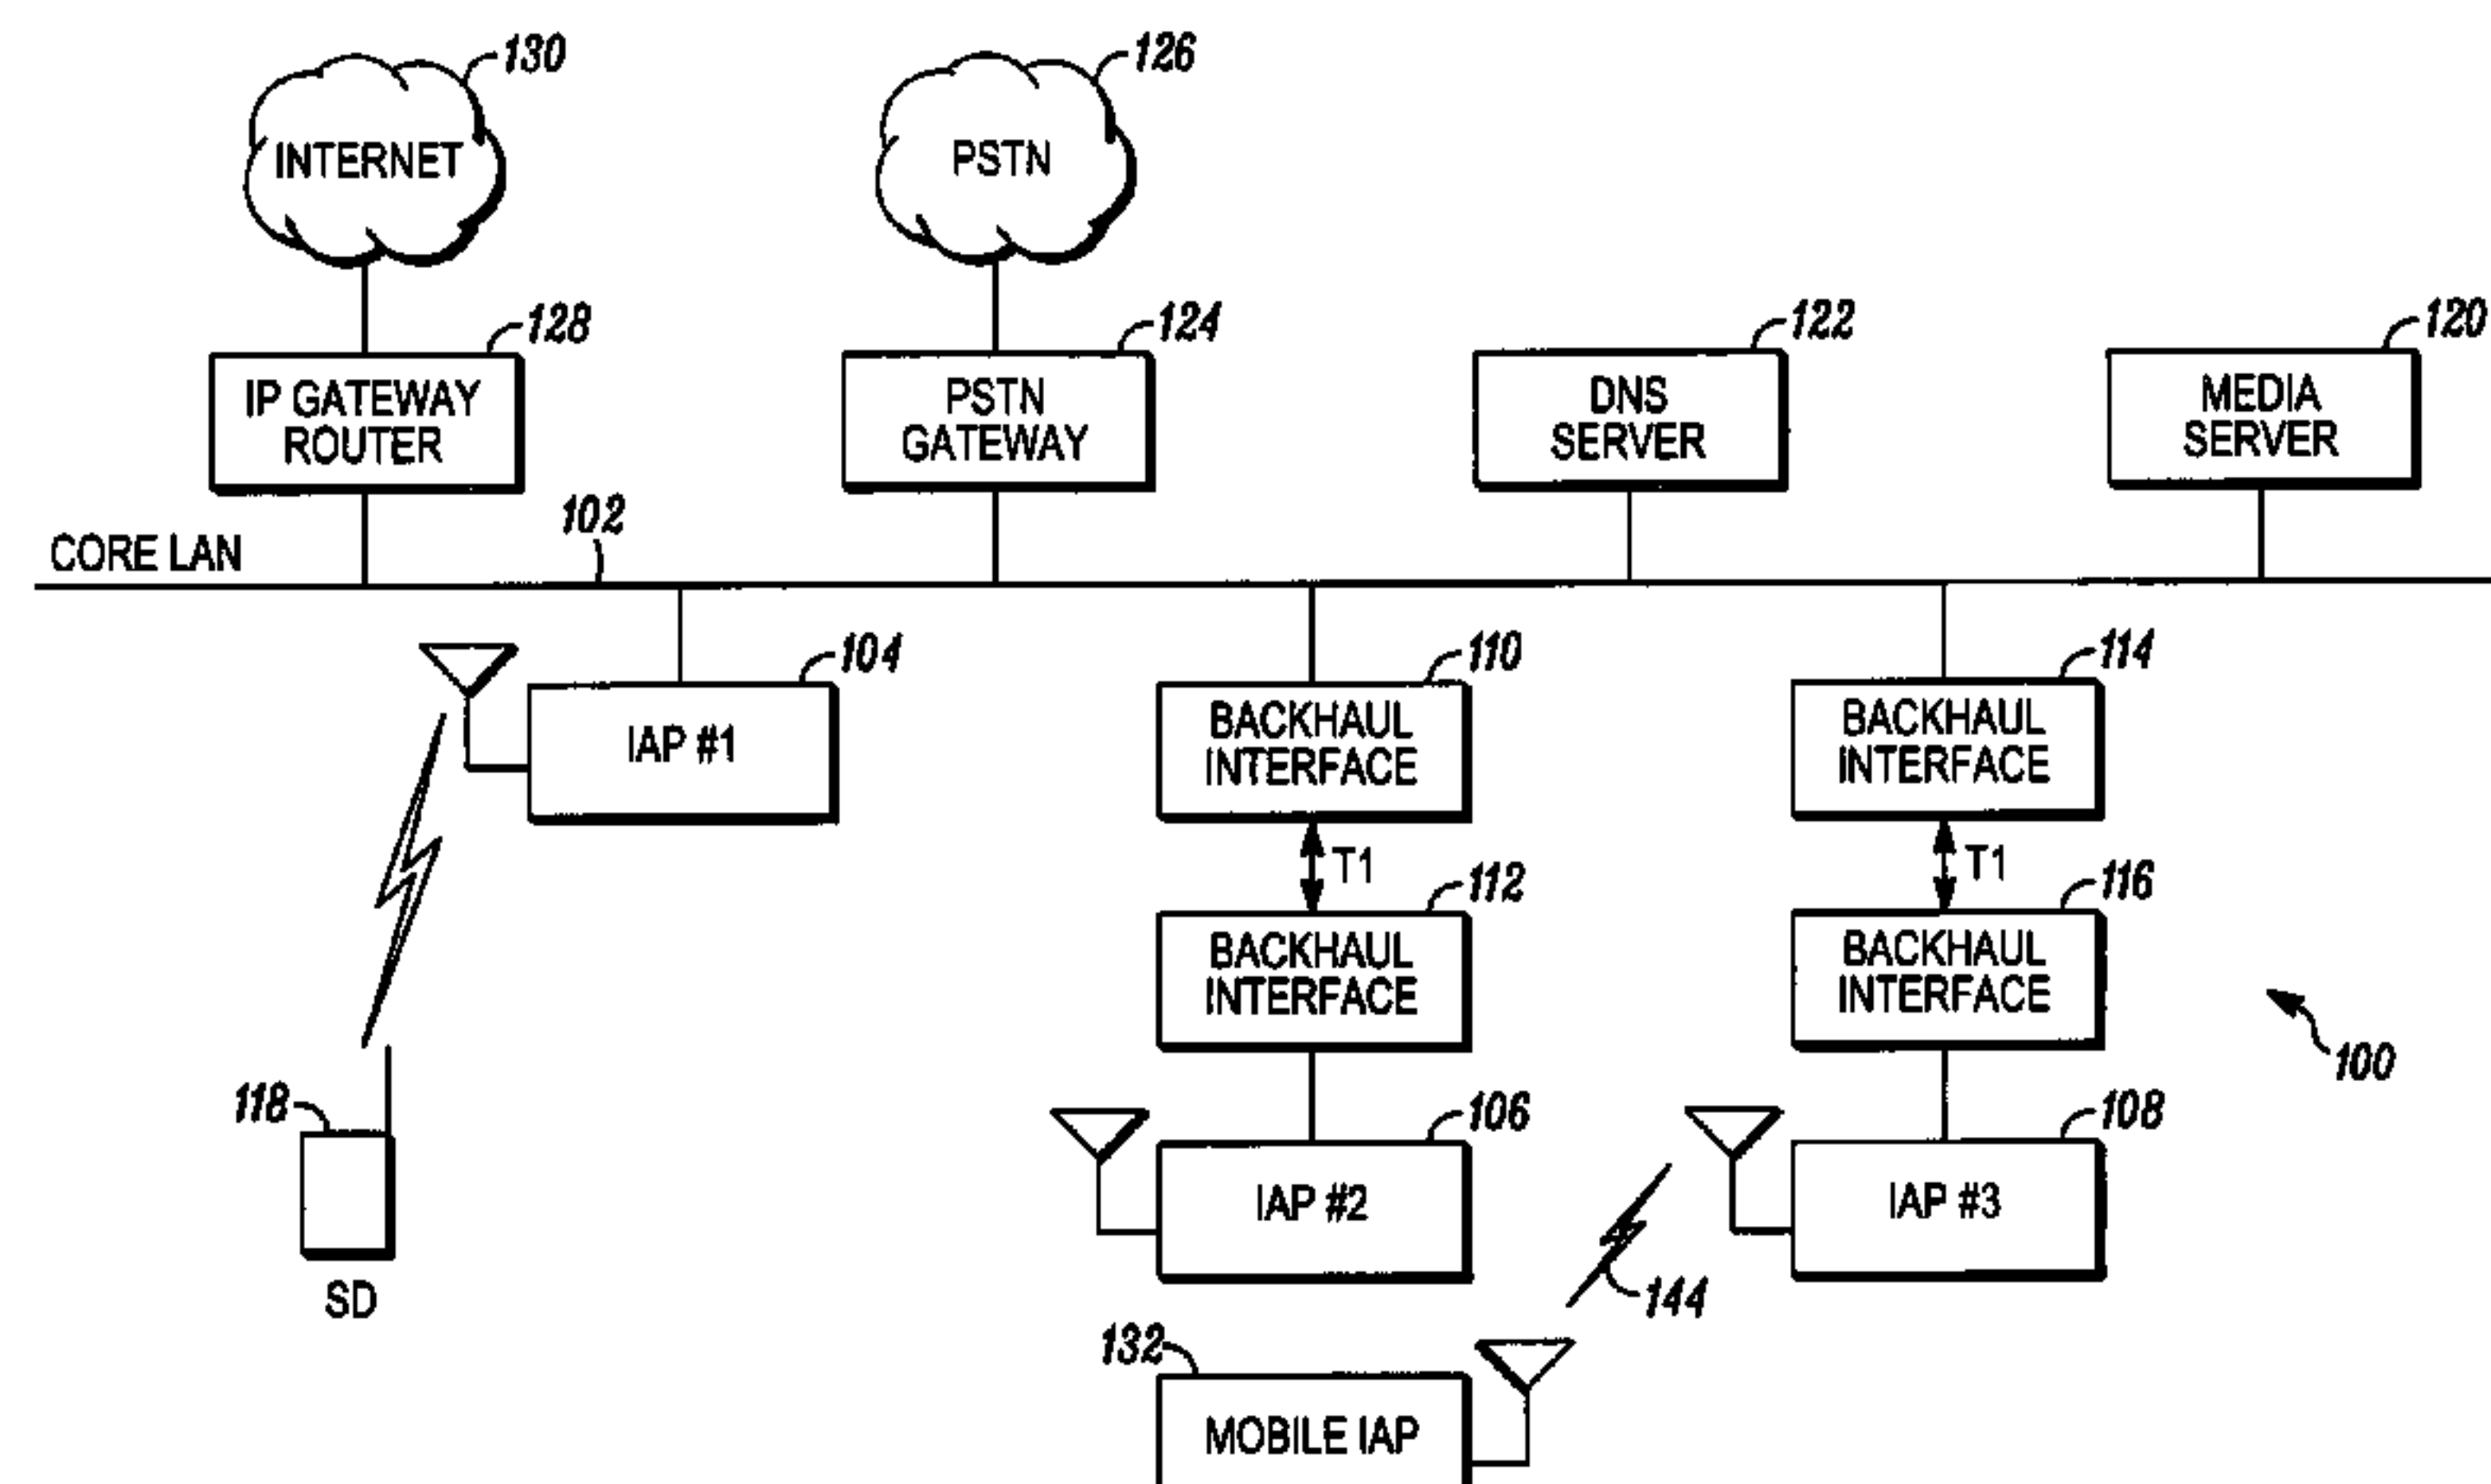 130
126
INTERNET
PSTN
128
124
122
120
IP GATEWAY
ROUTER
PSTN
GATEWAY
DNS
SERVER
MEDIA
SERVER
CORE LAN
102
104
110
114
IAP #1
BACKHAUL
INTERFACE
BACKHAUL
INTERFACE
T1
T1
112
116
BACKHAUL
INTERFACE
BACKHAUL
INTERFACE
100
118
106
108
IAP #2
IAP #3
SD
144
132
MOBILE IAP